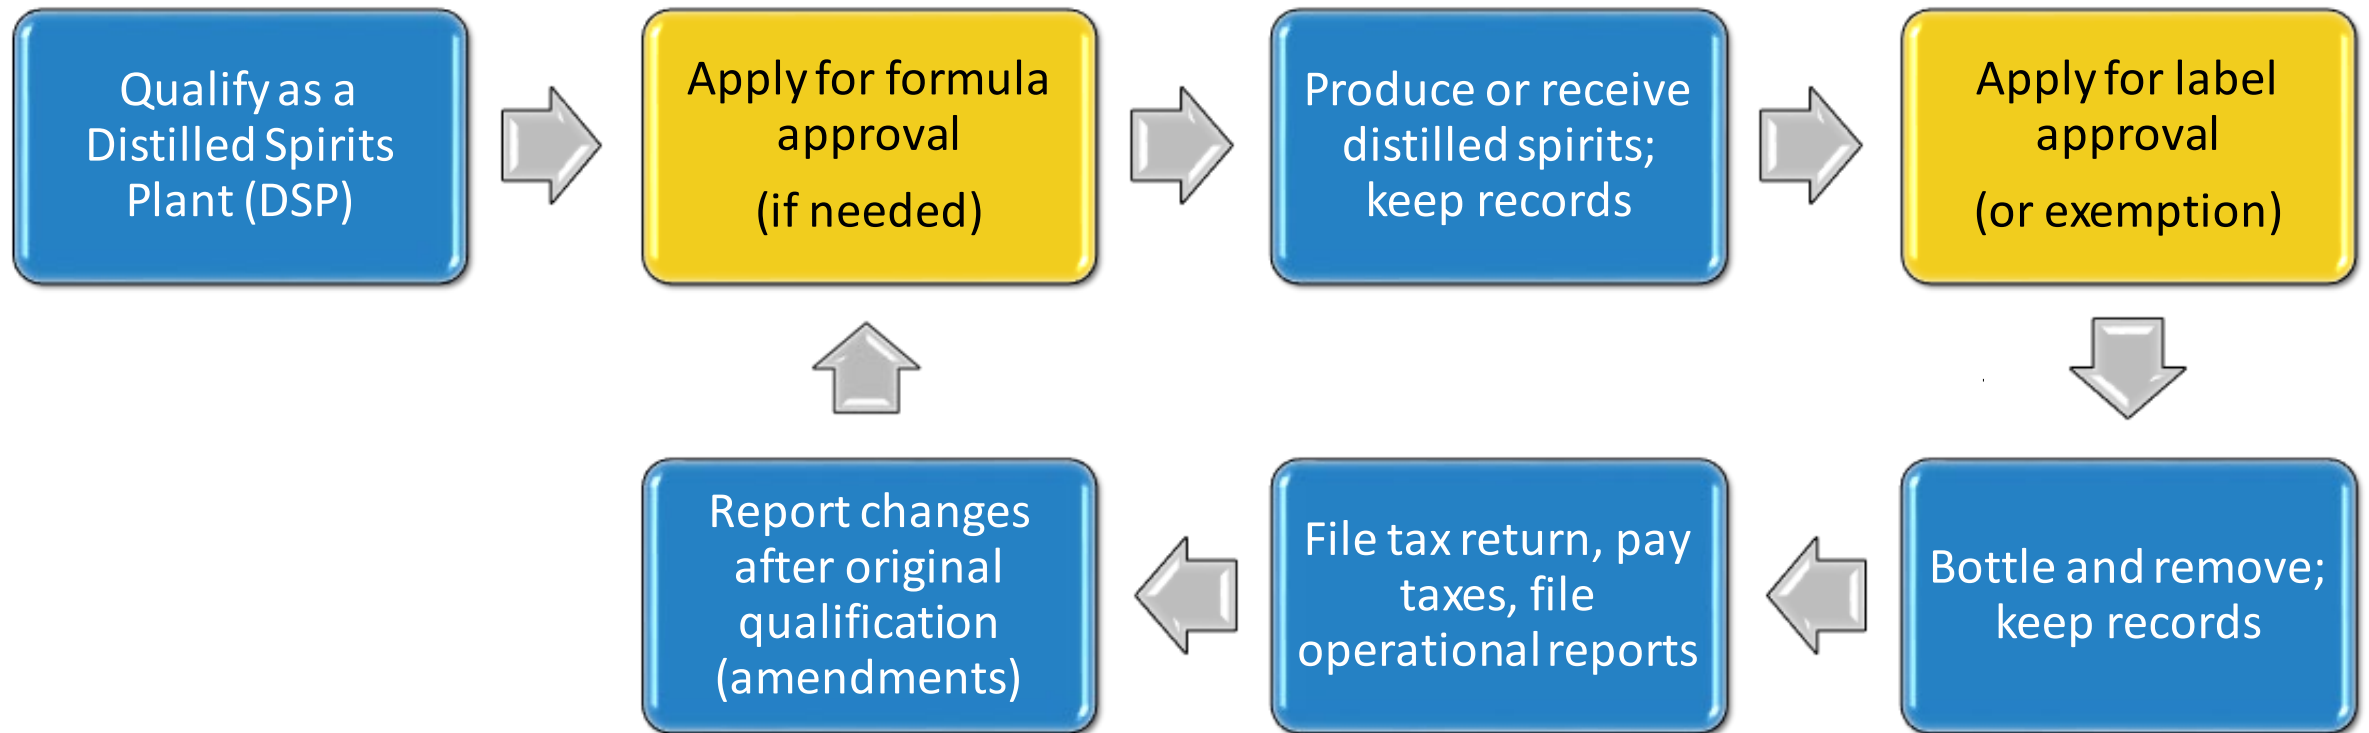 Qualify as a
Distilled Spirits
Plant (DSP)
Apply for formula
approval
(if needed)
Produce or receive
distilled spirits;
keep records
Apply for label
approval
(or exemption)
Bottle and remove;
keep records
File tax return, pay
taxes, file
operational reports
Report changes
after original
qualification
(amendments)